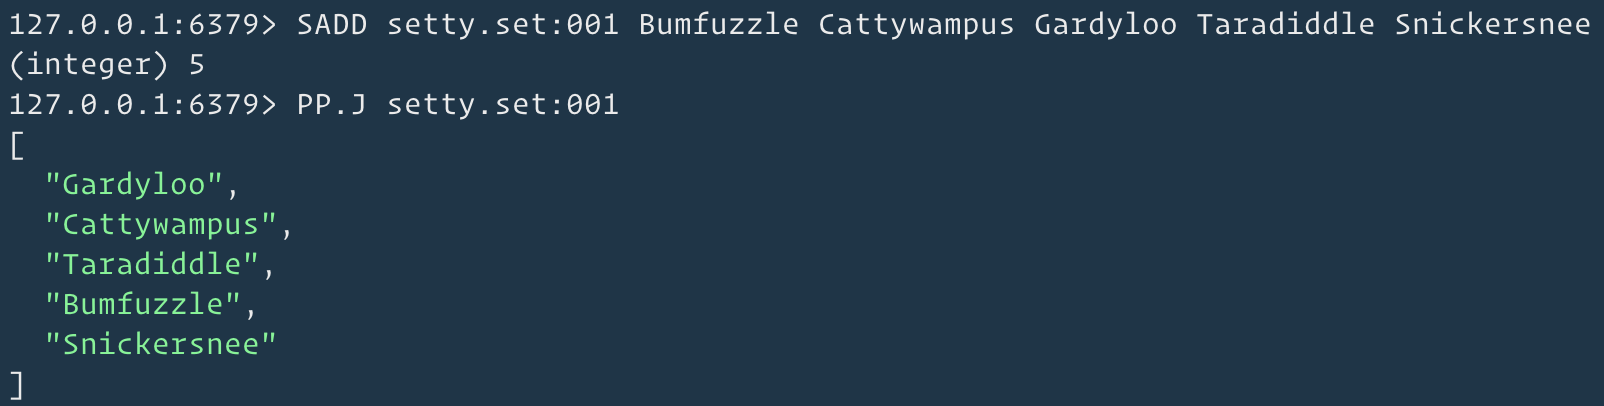 127.0.0.1:6379> SADD setty.set:001 Bumfuzzle Cattywampus Gardyloo Taradiddle Snickersnee
(integer) 5
127.0.0.1:6379> PP.J setty.set:001
[
  "Gardyloo",
  "Cattywampus",
  "Taradiddle",
  "Bumfuzzle",
  "Snickersnee"
]